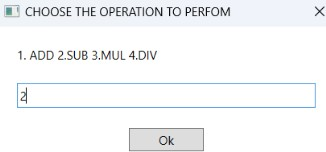 CHOOSE THE OPERATION TO PERFOM
1. ADD 2.SUB 3.MUL 4.DIV
2
Ok